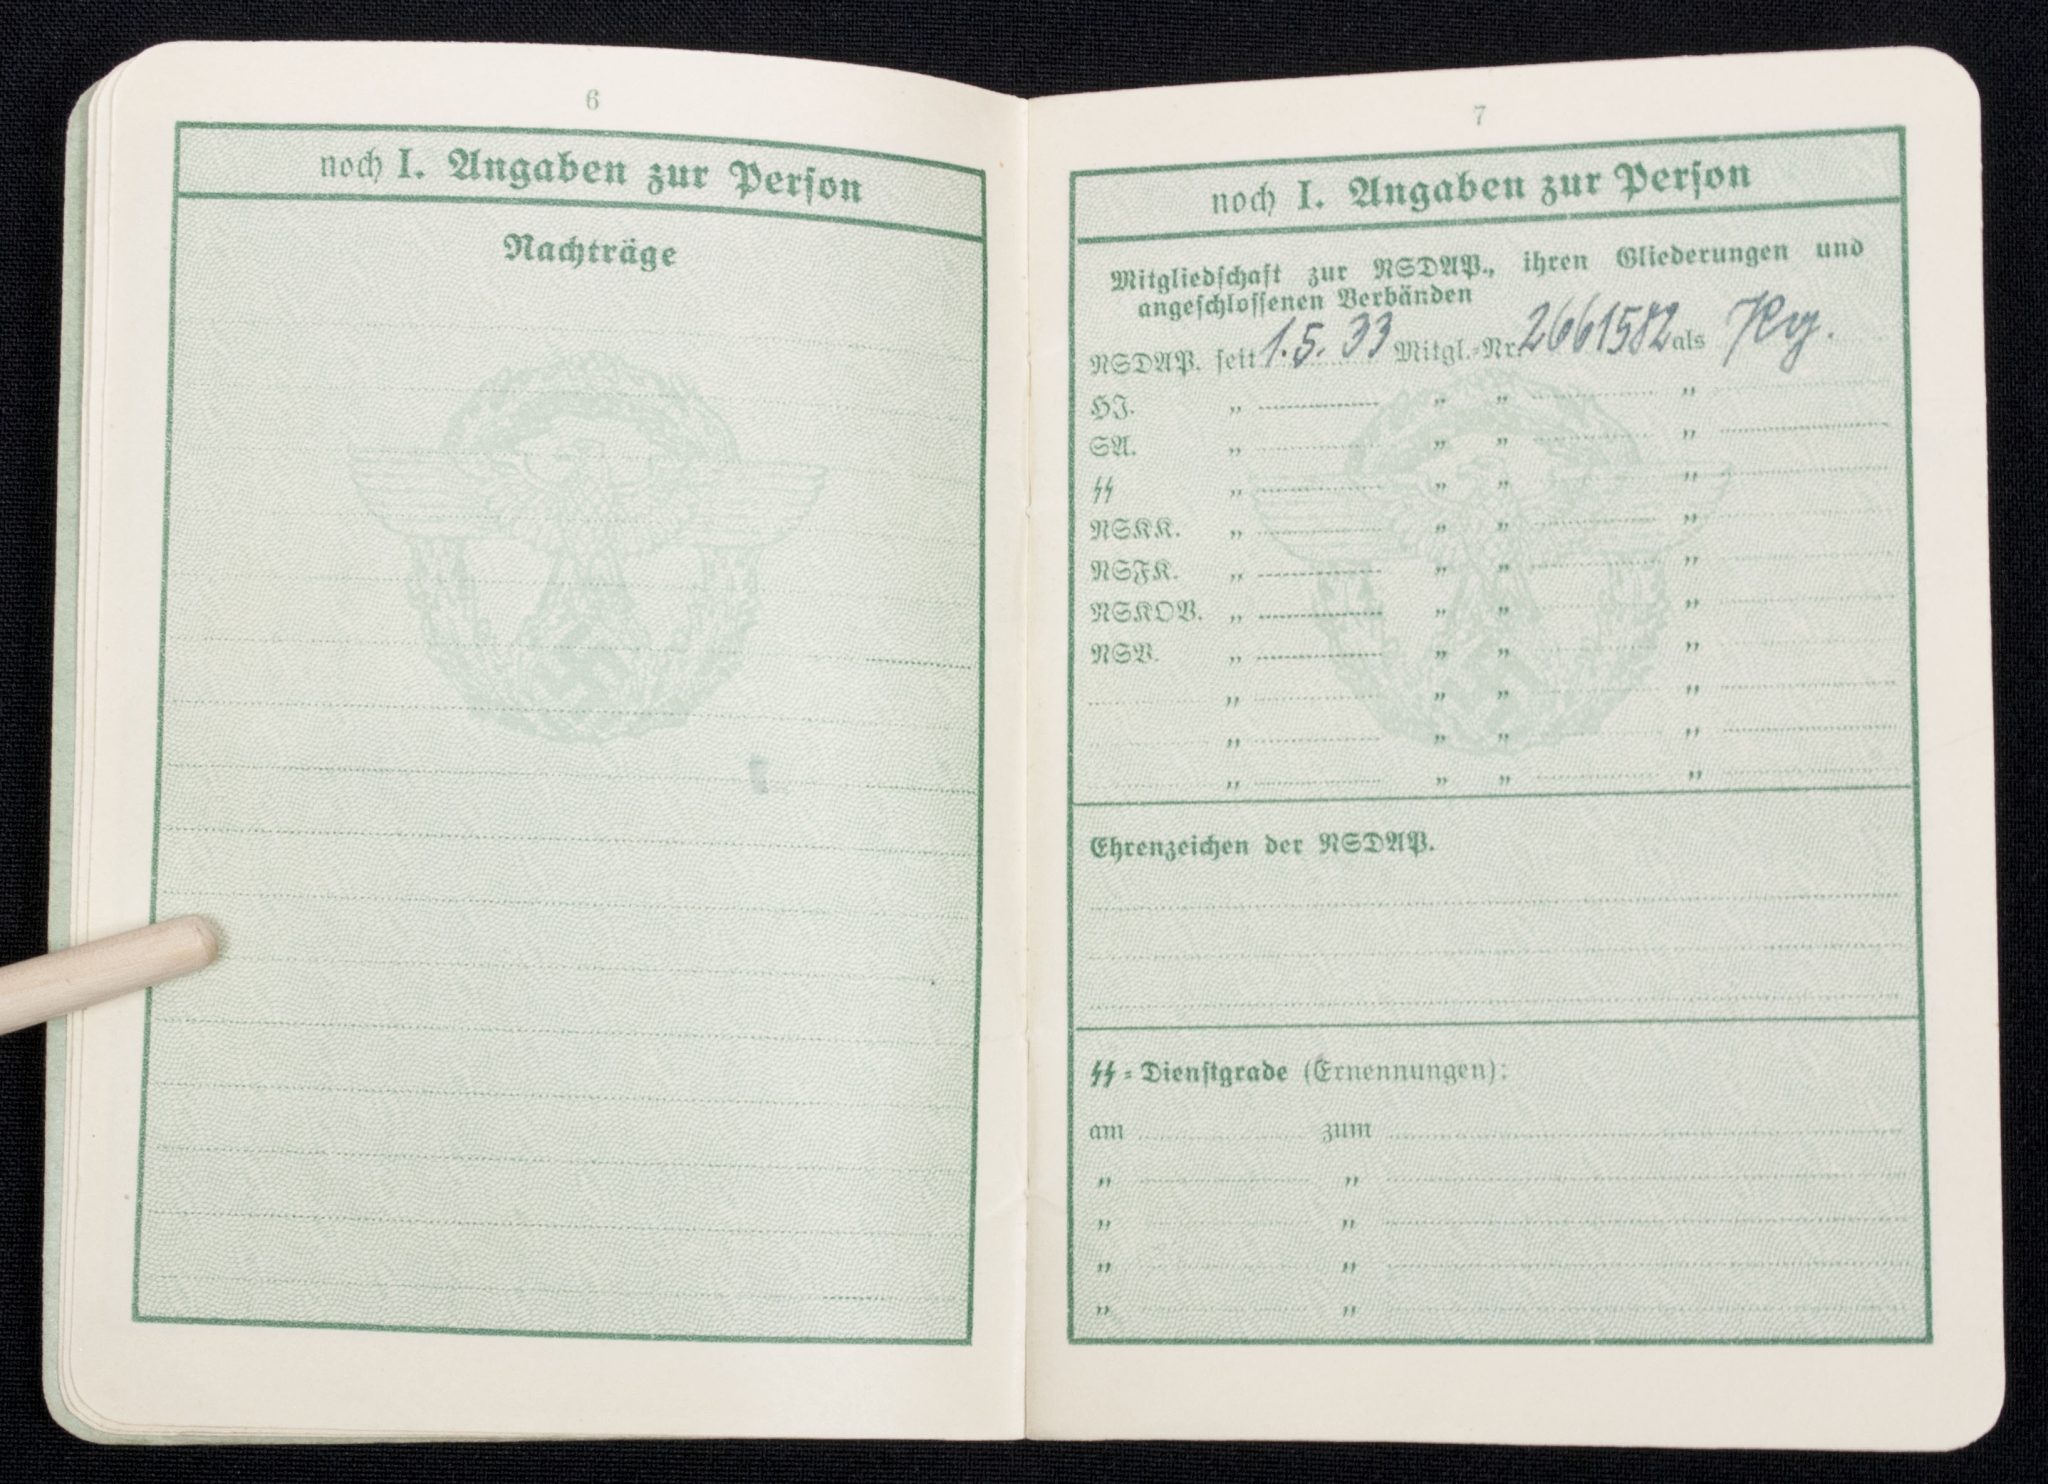 6
noch I. Angaben zur Person
Nachträge
7
noch I. Angaben zur Person
Mitgliedschaft zur NSDAP., ihren Gliederungen und
angeschlossenen Verbänden
NSDAP. seit 1.5.33 Mitgl.-Nr. 2661582 als
HJ. " " " "
SA. " " " "
SS " " " "
NSKK. " " " "
NSFK. " " " "
NSKOV. " " " "
NSV. " " " "
" " " "
" " " "
" " " "
Ehrenzeichen der NSDAP.
SS-Dienstgrade (Ernennungen):
am zum
" "
" "
" "
" "